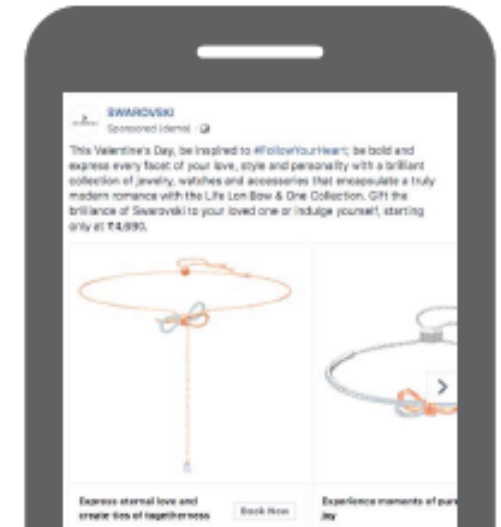 SWAROVSKI
Sponsored (demo) ·
This Valentine's Day, be inspired to #FollowYourHeart; be bold and
express every facet of your love, style and personality with a brilliant
collection of jewelry, watches and accessories that encapsulate a truly
modern romance with the Life Lon Bow & One Collection. Gift the
brilliance of Swarovski to your loved one or indulge yourself, starting
only at ₹4,690.
Express eternal love and
create ties of togetherness
Book Now
Experience moments of pure
joy